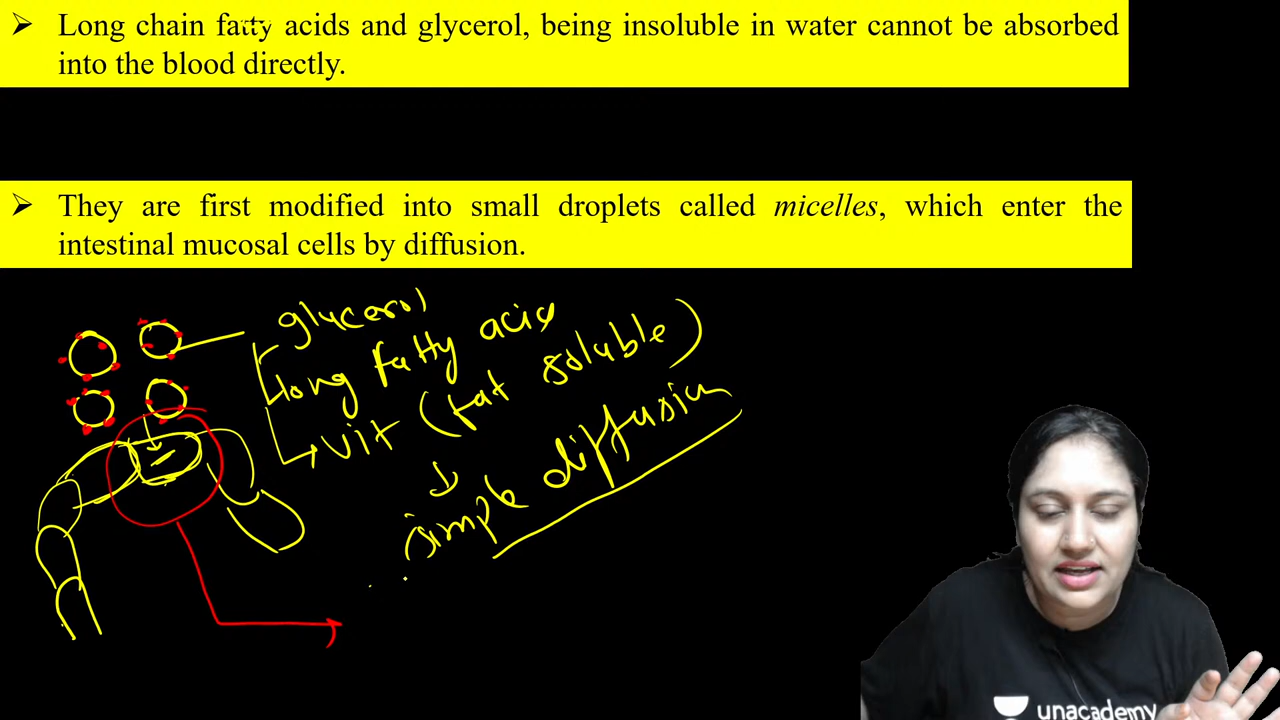 ➢ Long chain fatty acids and glycerol, being insoluble in water cannot be absorbed
into the blood directly.
➢ They are first modified into small droplets called micelles, which enter the
intestinal mucosal cells by diffusion.
glycerol
long fatty acid
vit (fat soluble)
simple diffusion
unacademy